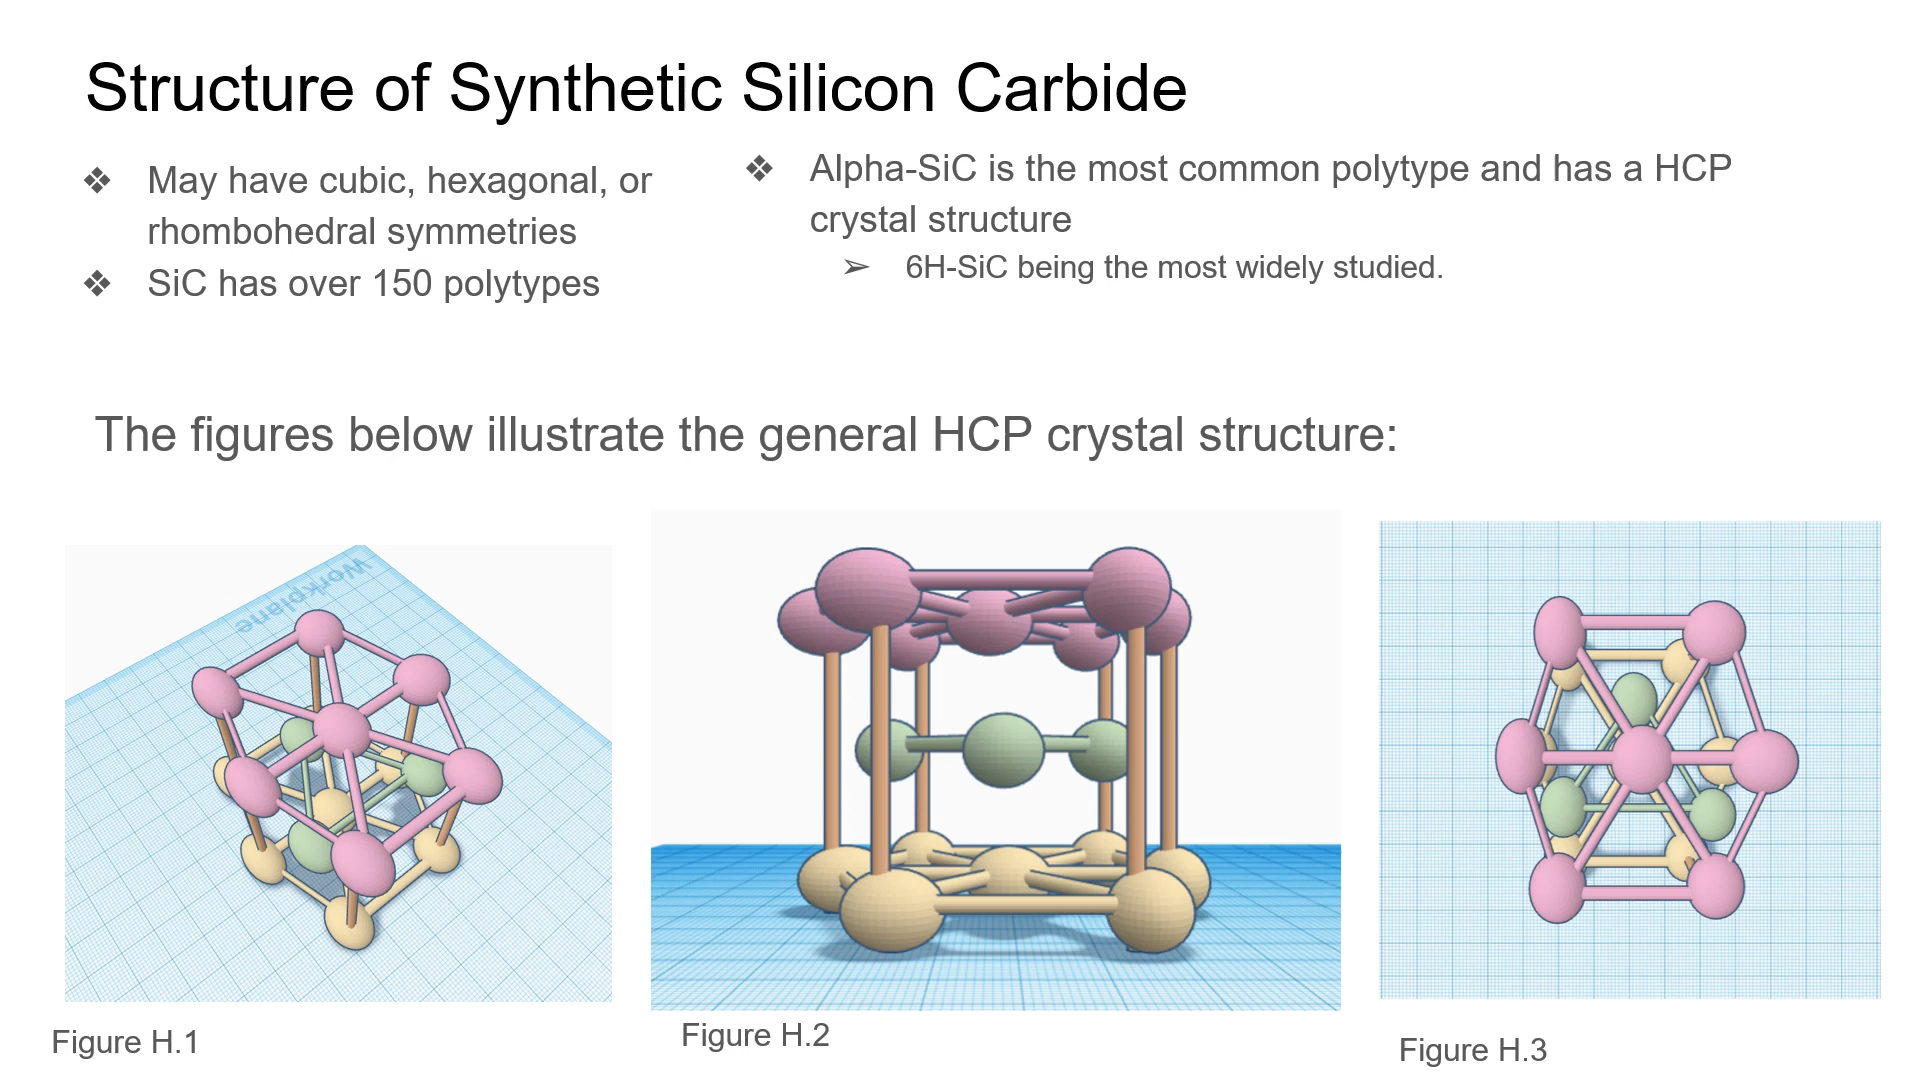 Structure of Synthetic Silicon Carbide
❖ May have cubic, hexagonal, or
rhombohedral symmetries
❖ SiC has over 150 polytypes
❖ Alpha-SiC is the most common polytype and has a HCP
crystal structure
➢ 6H-SiC being the most widely studied.
The figures below illustrate the general HCP crystal structure:
Workplane
Figure H.1
Figure H.2
Figure H.3